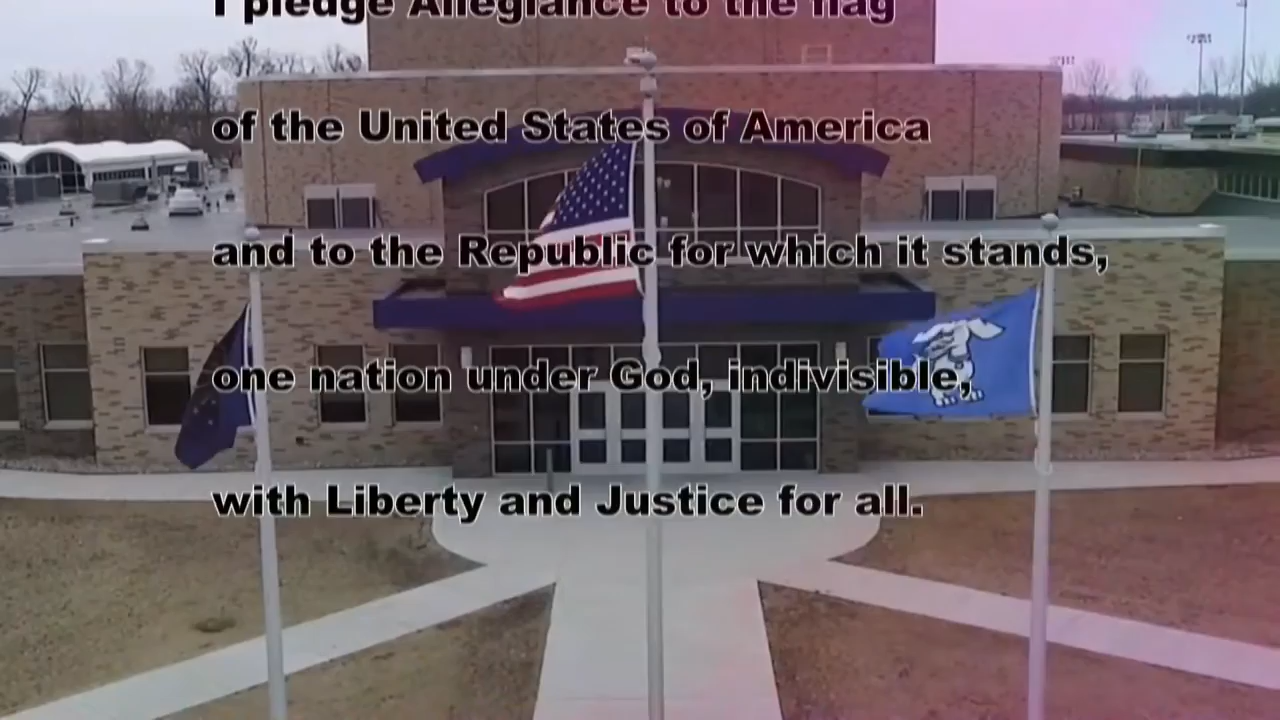 I pledge Allegiance to the flag
of the United States of America
and to the Republic for which it stands,
one nation under God, indivisible,
with Liberty and Justice for all.